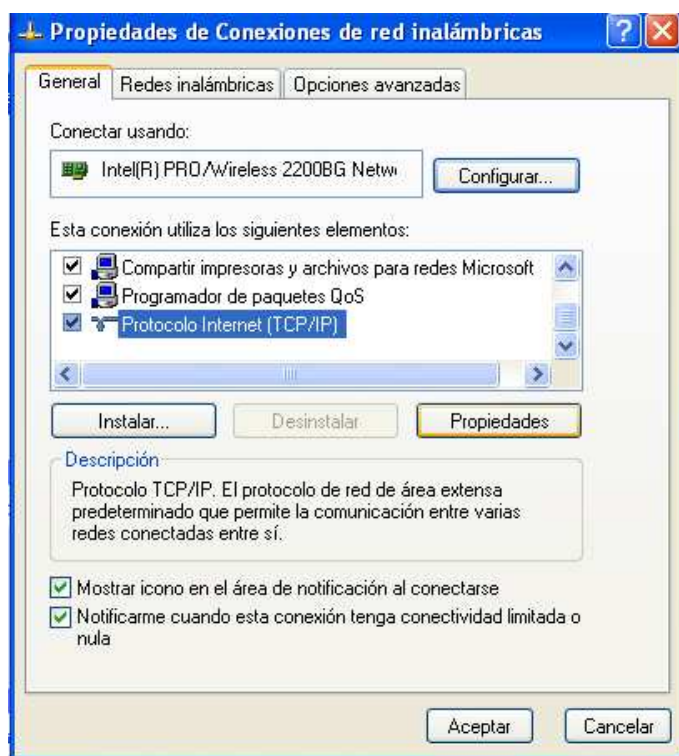 Propiedades de Conexiones de red inalámbricas
General
Redes inalámbricas
Opciones avanzadas
Conectar usando:
Intel(R) PRO/Wireless 2200BG Netw
Configurar...
Esta conexión utiliza los siguientes elementos:
Compartir impresoras y archivos para redes Microsoft
Programador de paquetes QoS
Protocolo Internet (TCP/IP)
Instalar...
Desinstalar
Propiedades
Descripción
Protocolo TCP/IP. El protocolo de red de área extensa
predeterminado que permite la comunicación entre varias
redes conectadas entre sí.
Mostrar icono en el área de notificación al conectarse
Notificarme cuando esta conexión tenga conectividad limitada o
nula
Aceptar
Cancelar